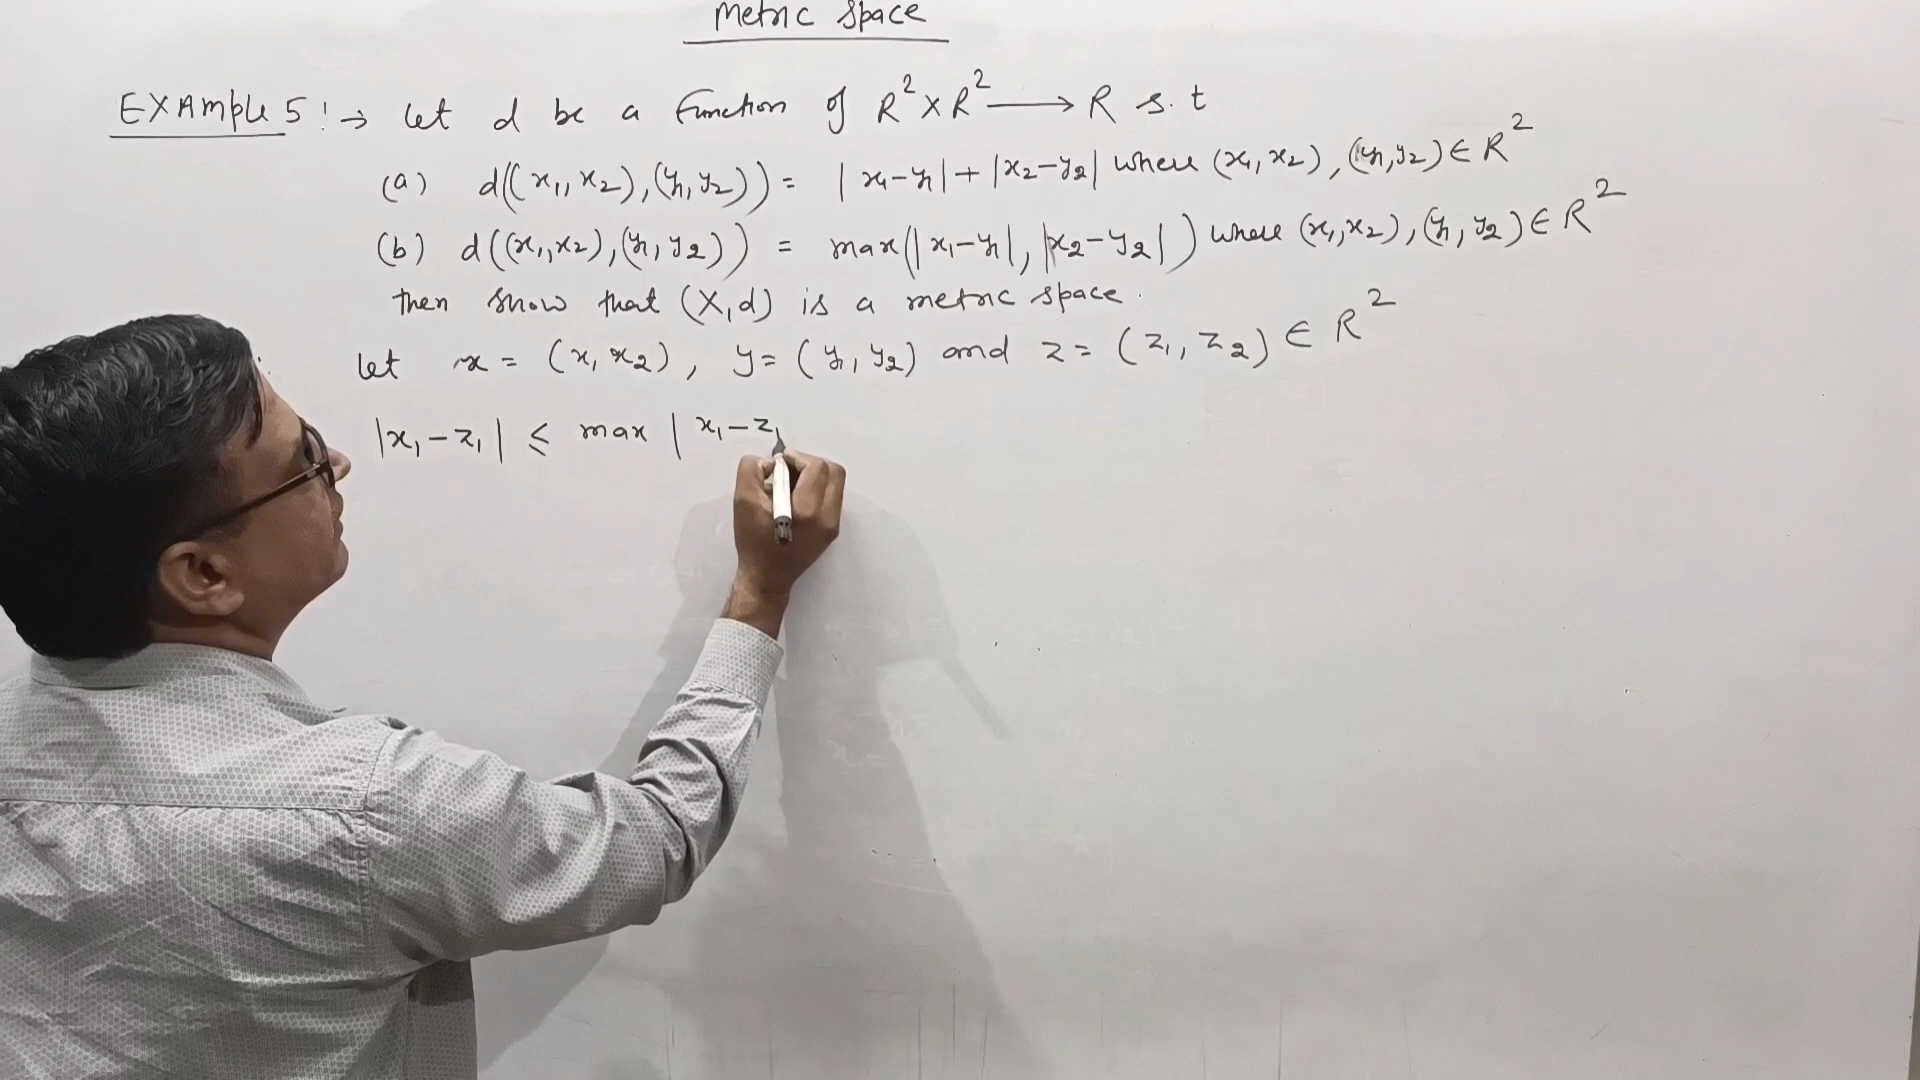 Metric Space
EXAMPLE 5 :→ Let d be a function of R² × R² ⟶ R s.t
(a) d((x₁, x₂), (y₁, y₂)) = |x₁ - y₁| + |x₂ - y₂| where (x₁, x₂), (y₁, y₂) ∈ R²
(b) d((x₁, x₂), (y₁, y₂)) = max(|x₁ - y₁|, |x₂ - y₂|) where (x₁, x₂), (y₁, y₂) ∈ R²
then show that (X, d) is a metric space.
Let x = (x, x₂), y = (y₁, y₂) and z = (z₁, z₂) ∈ R²
|x₁ - z₁| ≤ max | x₁ - z₁